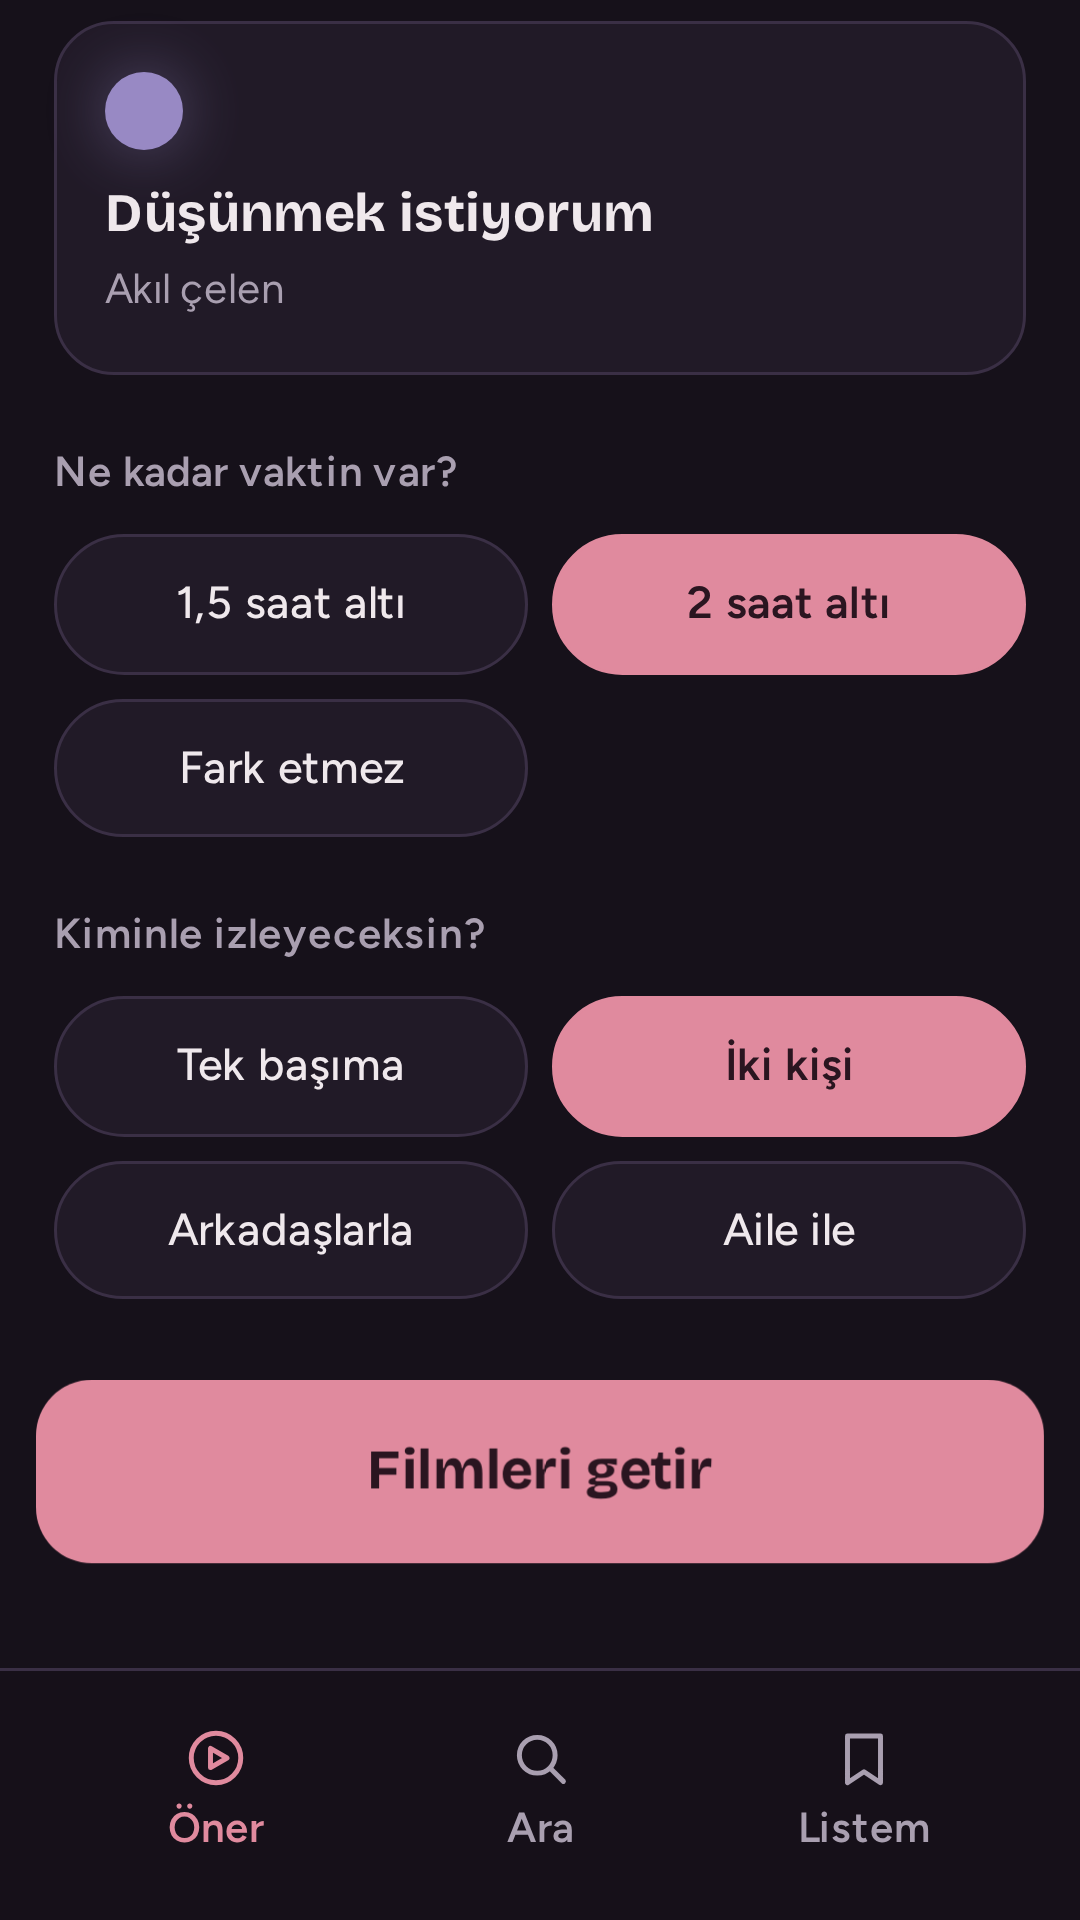 Düşünmek istiyorum
Akıl çelen
Ne kadar vaktin var?
1,5 saat altı
2 saat altı
Fark etmez
Kiminle izleyeceksin?
Tek başıma
İki kişi
Arkadaşlarla
Aile ile
Filmleri getir
Öner
Ara
Listem